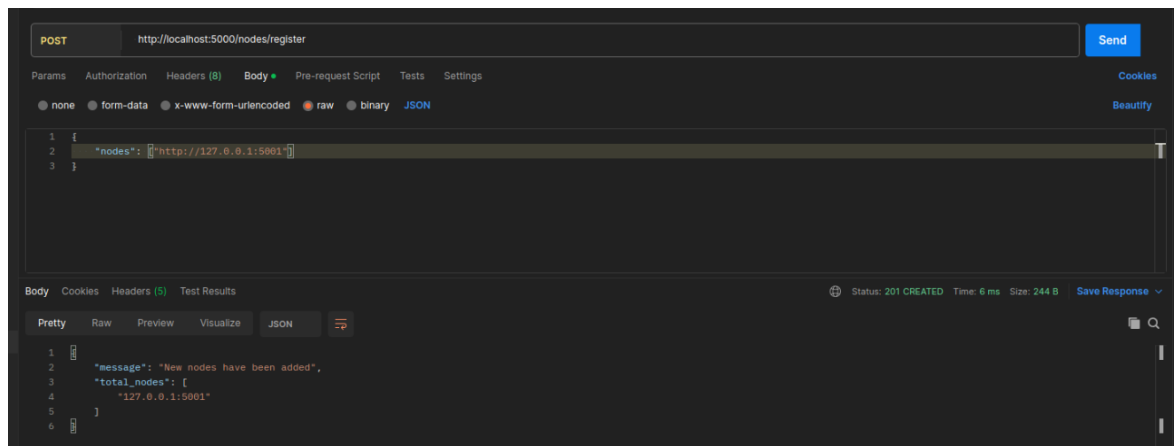 POST http://localhost:5000/nodes/register Send
Params Authorization Headers (8) Body Pre-request Script Tests Settings Cookies
none form-data x-www-form-urlencoded raw binary JSON Beautify
1 {
2 "nodes": ["http://127.0.0.1:5001"]
3 }
Body Cookies Headers (5) Test Results Status: 201 CREATED Time: 6 ms Size: 244 B Save Response
Pretty Raw Preview Visualize JSON
1 {
2 "message": "New nodes have been added",
3 "total_nodes": [
4 "127.0.0.1:5001"
5 ]
6 }